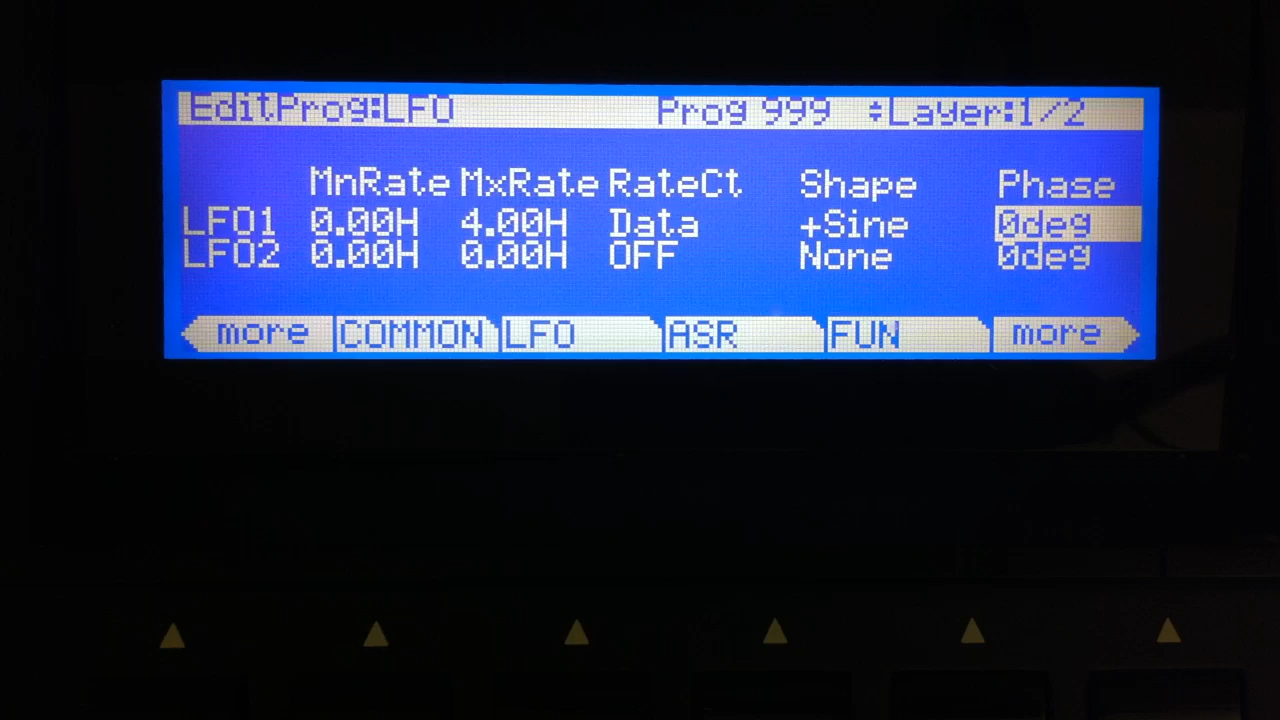 EditProg:LFO Prog 999 Layer:1/2
MnRate MxRate RateCt Shape Phase
LFO1 0.00H 4.00H Data +Sine 0deg
LFO2 0.00H 0.00H OFF None 0deg
more COMMON LFO ASR FUN more